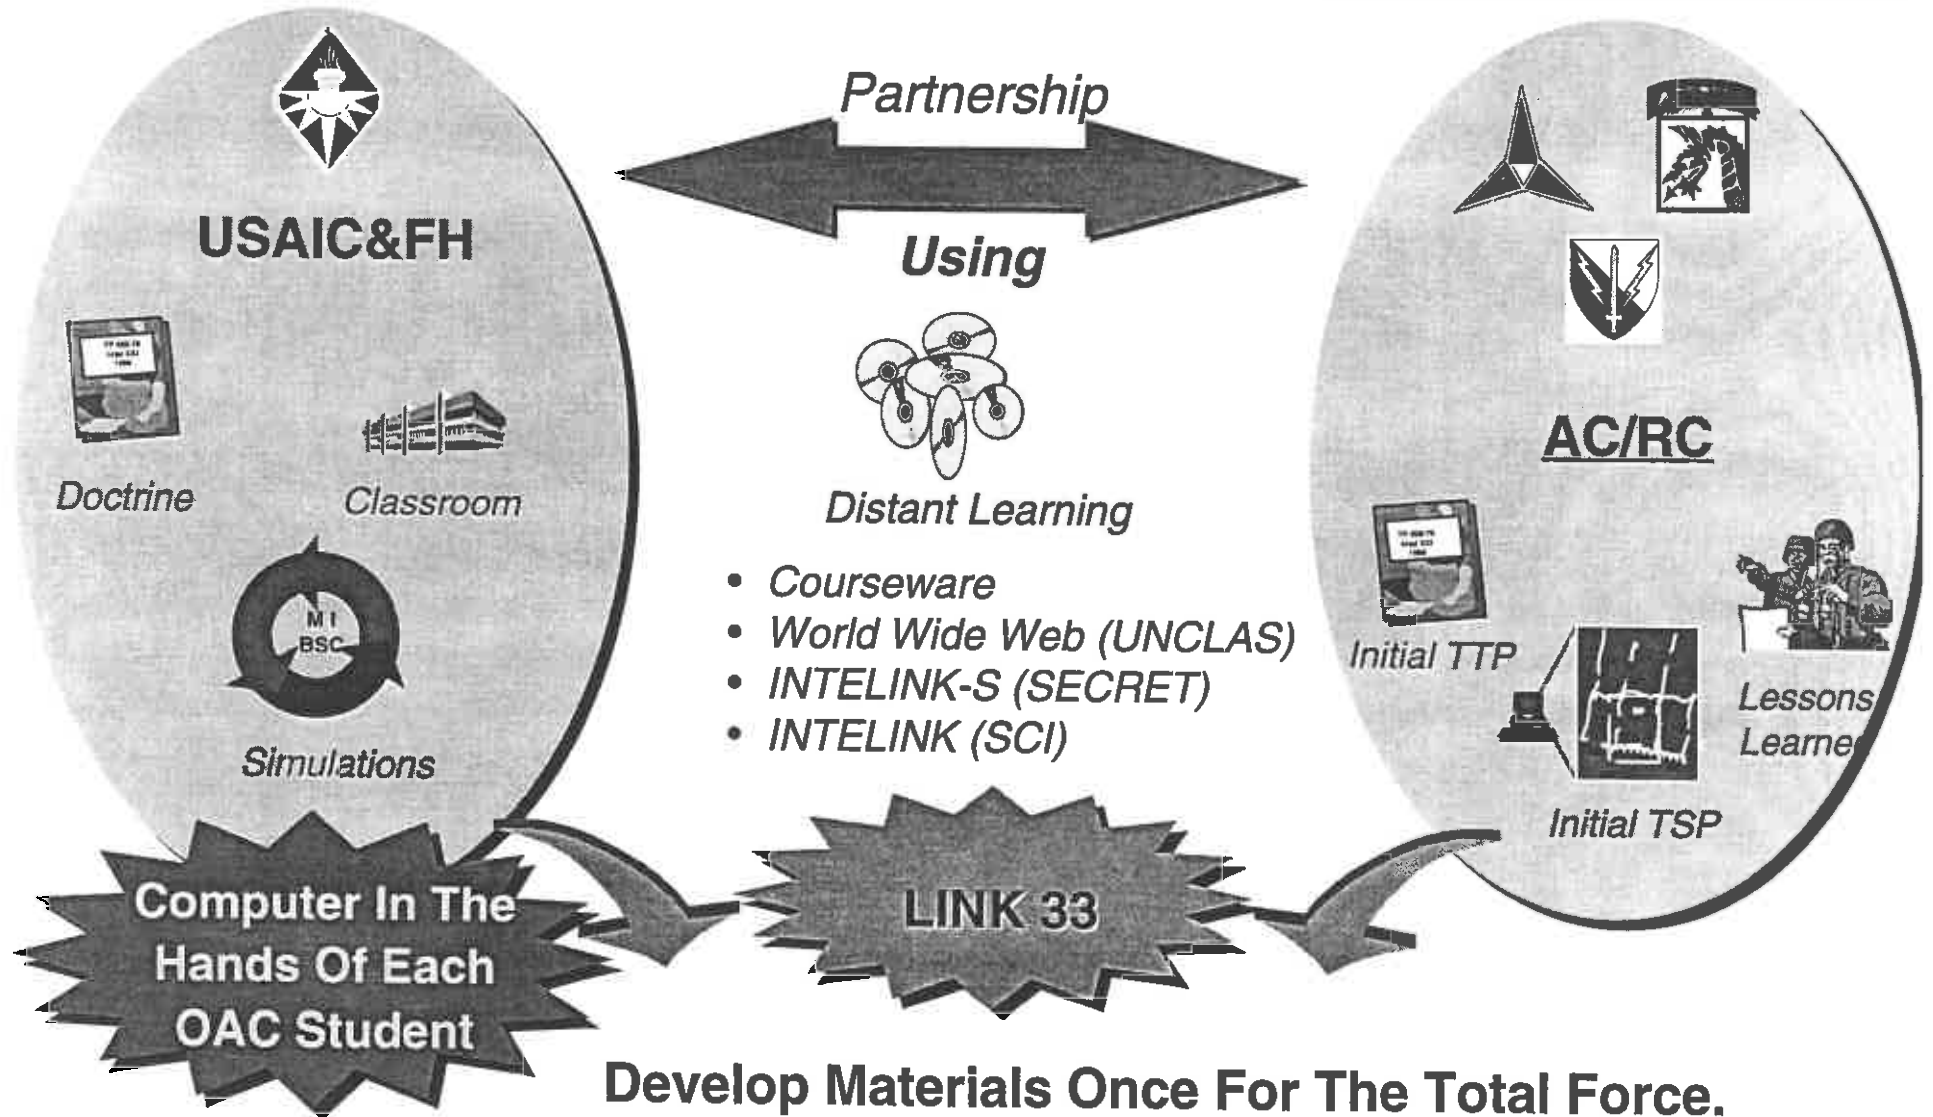 Partnership
USAIC&FH
Using
Doctrine
Classroom
M I
BSC
Simulations
Distant Learning
• Courseware
• World Wide Web (UNCLAS)
• INTELINK-S (SECRET)
• INTELINK (SCI)
AC/RC
Initial TTP
Lessons
Learne
Initial TSP
Computer In The
Hands Of Each
OAC Student
LINK 33
Develop Materials Once For The Total Force.